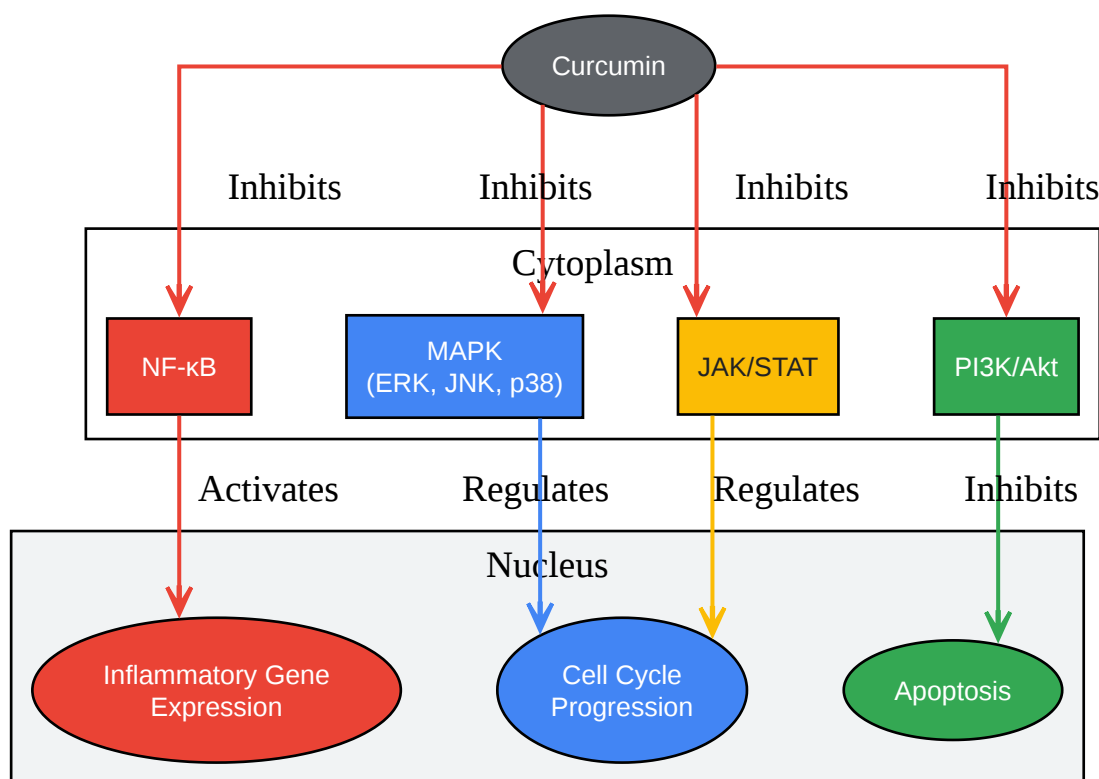 Curcumin
Inhibits
Inhibits
Inhibits
Inhibits
Cytoplasm
NF-κB
MAPK
(ERK, JNK, p38)
JAK/STAT
PI3K/Akt
Activates
Regulates
Regulates
Inhibits
Nucleus
Inflammatory Gene
Expression
Cell Cycle
Progression
Apoptosis